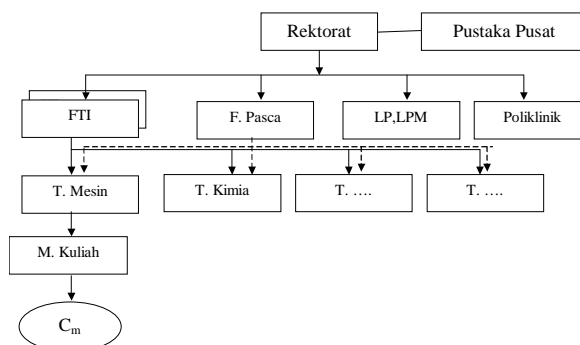 Rektorat
Pustaka Pusat
FTI
F. Pasca
LP,LPM
Poliklinik
T. Mesin
T. Kimia
T. ….
T. ….
M. Kuliah
Cm